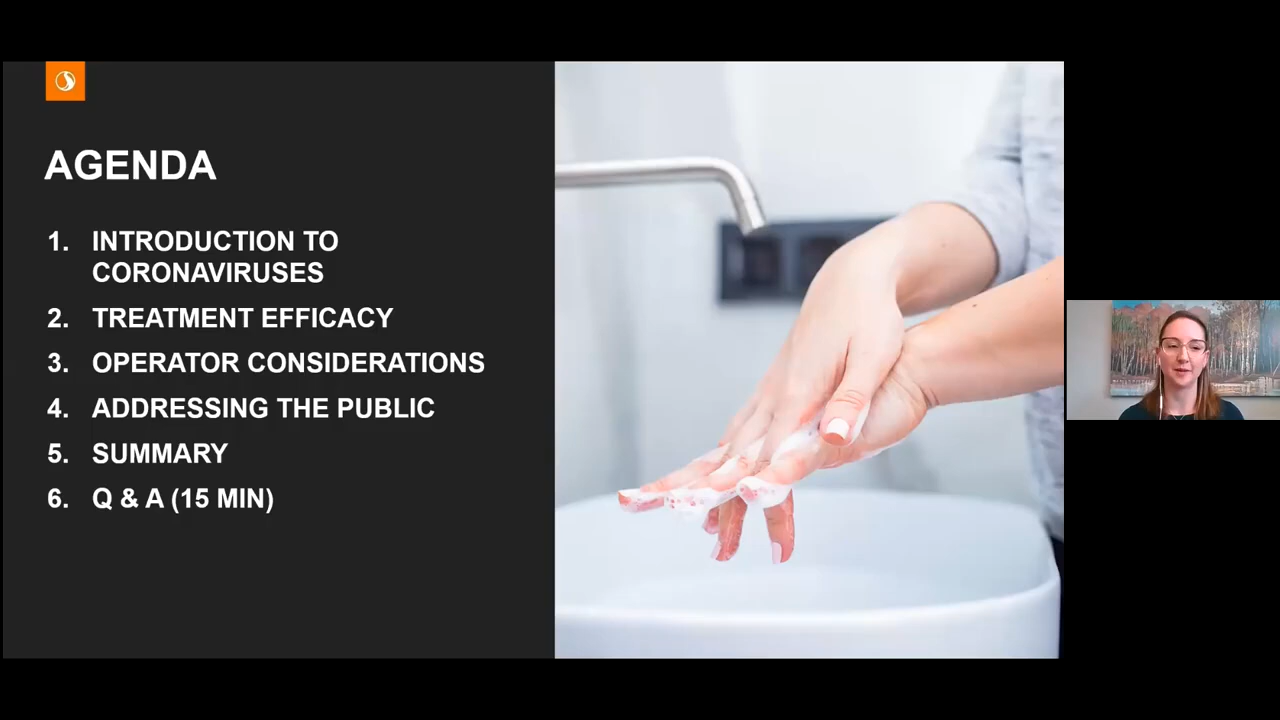 AGENDA
1. INTRODUCTION TO
CORONAVIRUSES
2. TREATMENT EFFICACY
3. OPERATOR CONSIDERATIONS
4. ADDRESSING THE PUBLIC
5. SUMMARY
6. Q & A (15 MIN)